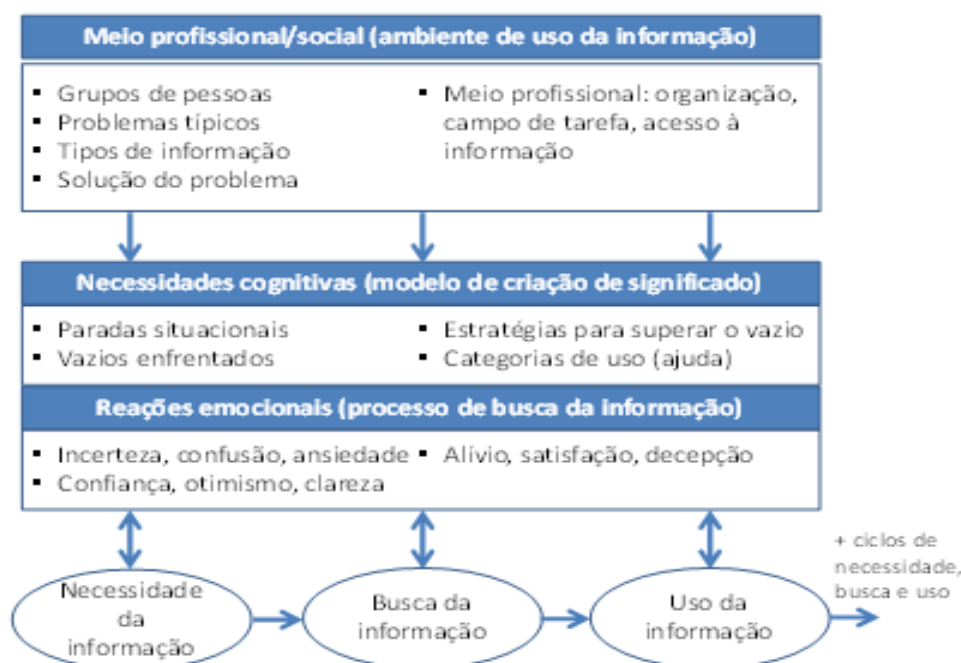 Meio profissional/social (ambiente de uso da informação)
▪ Grupos de pessoas
▪ Problemas típicos
▪ Tipos de informação
▪ Solução do problema
▪ Meio profissional: organização,
campo de tarefa, acesso à
informação
Necessidades cognitivas (modelo de criação de significado)
▪ Paradas situacionais
▪ Vazios enfrentados
▪ Estratégias para superar o vazio
▪ Categorias de uso (ajuda)
Reações emocionais (processo de busca da informação)
▪ Incerteza, confusão, ansiedade
▪ Confiança, otimismo, clareza
▪ Alívio, satisfação, decepção
Necessidade
da
informação
Busca da
informação
Uso da
informação
+ ciclos de
necessidade,
busca e uso